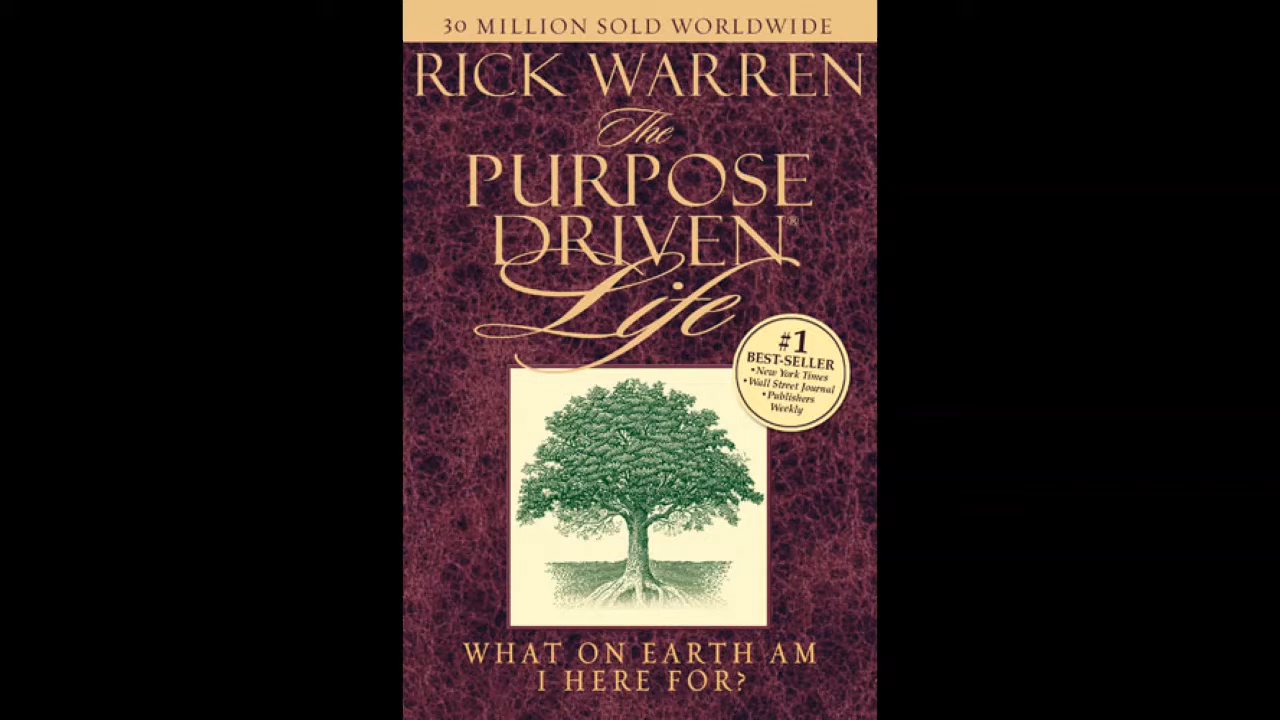 30 MILLION SOLD WORLDWIDE
RICK WARREN
The
PURPOSE
DRIVEN®
Life
#1
BEST-SELLER
•New York Times
•Wall Street Journal
•Publishers
Weekly
WHAT ON EARTH AM
I HERE FOR?